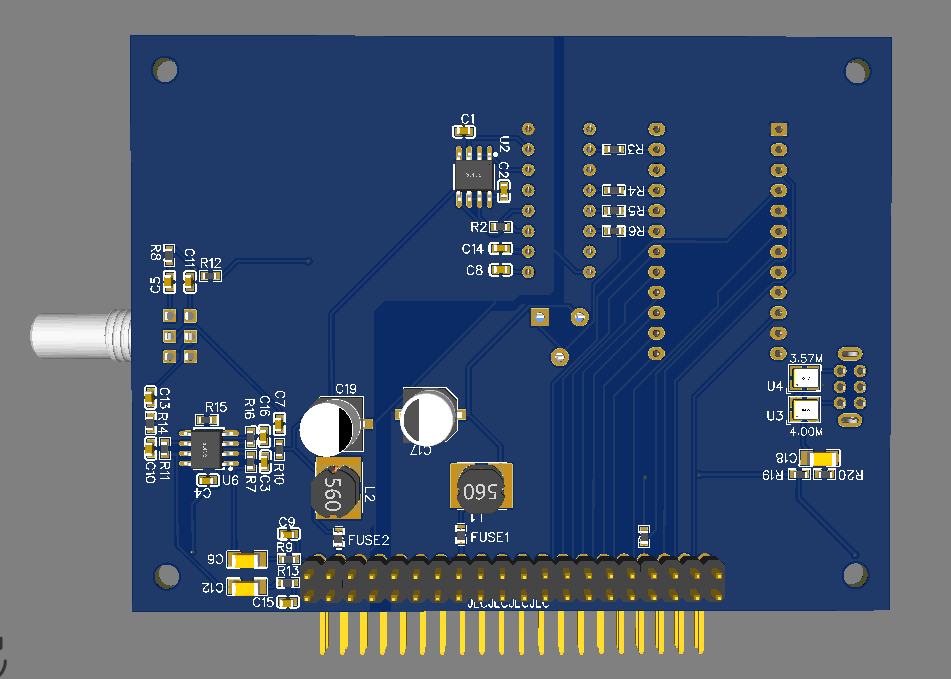 C1
U2
C2
R3
R4
R5
R6
R2
C14
C8
R8
C11
R12
C5
3.57M
U4
U3
4.00M
C19
C17
C13
R14
R15
R16
C16
C7
C10
R11
C4
U6
R7
C3
R10
560
L2
560
L1
C18
R19
R20
C9
FUSE2
FUSE1
C6
R9
R13
C12
C15
JLCJLCJLCJLC